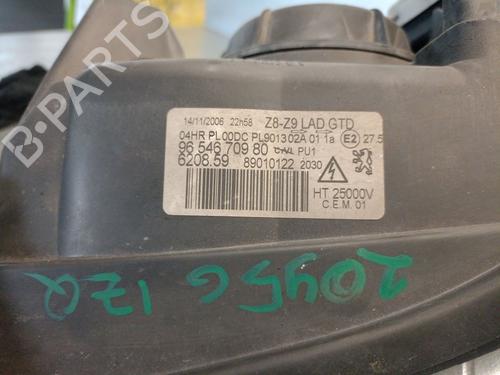 14/11/2006 22h58 Z8-Z9 LAD GTD
04HR PL00DC PL901302A 01 1a E2 27.5
96 546 709 80 PU1
6208.59 89010122 2030
HT 25000V
C.E.M. 01
2045G IZQ
B-PARTS